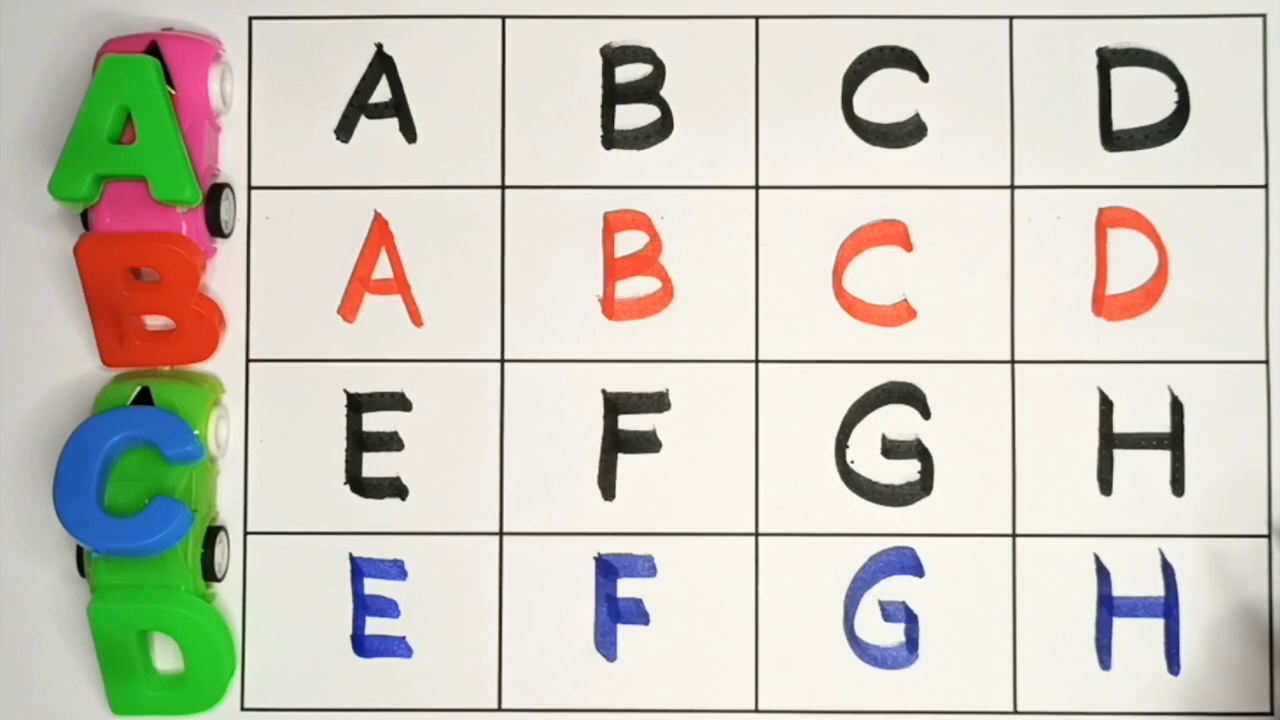 A B C D
A B C D
E F G H
E F G H
A
B
C
D